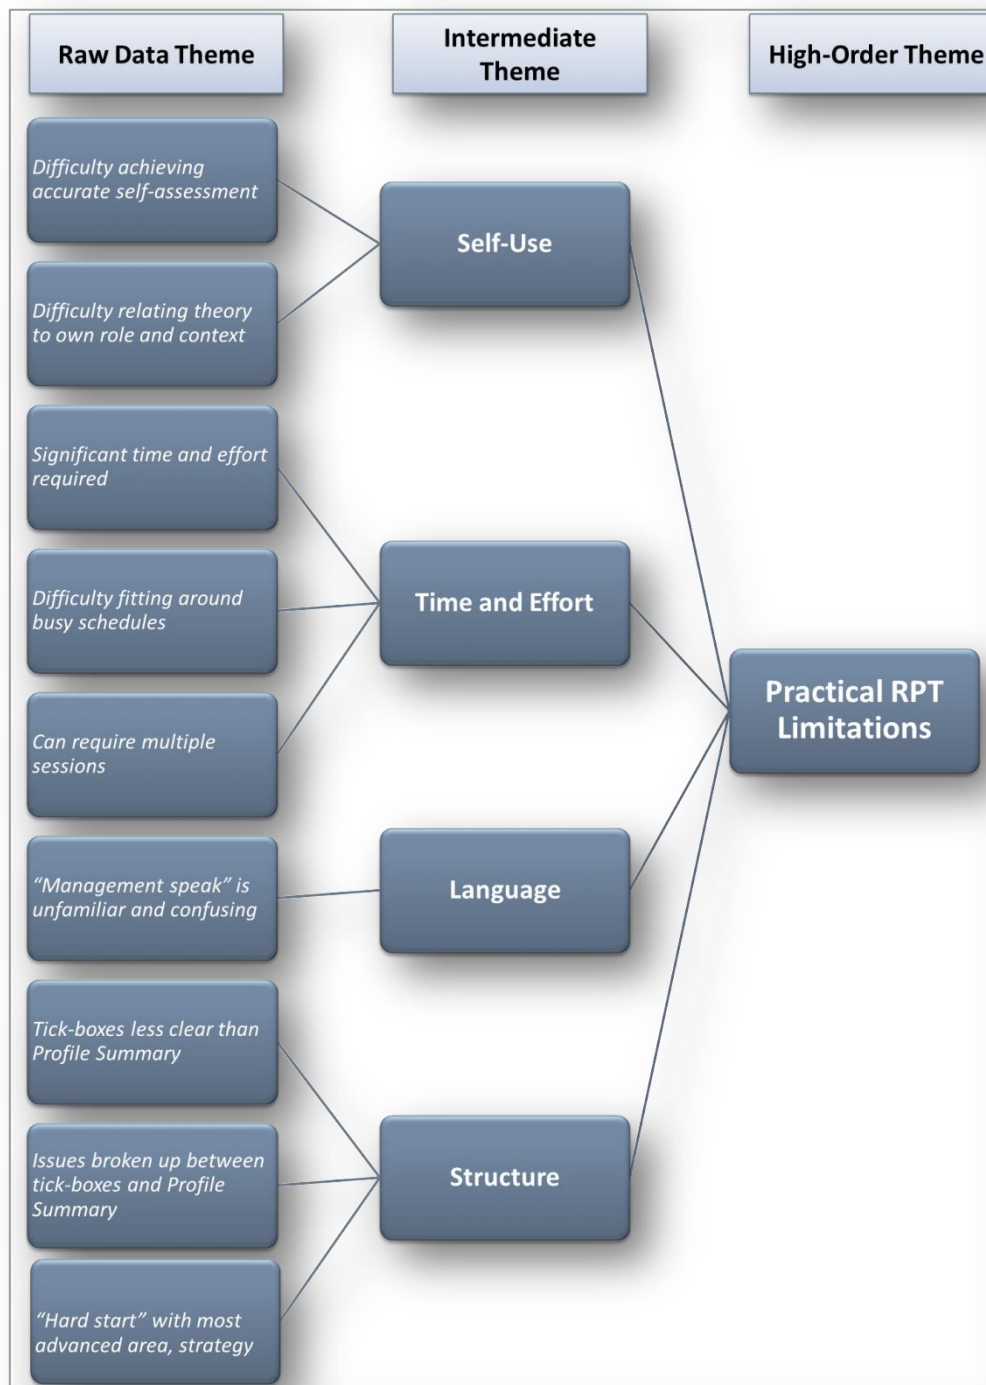 Raw Data Theme
Intermediate
Theme
High-Order Theme
Difficulty achieving
accurate self-assessment
Difficulty relating theory
to own role and context
Self-Use
Significant time and effort
required
Difficulty fitting around
busy schedules
Can require multiple
sessions
Time and Effort
“Management speak” is
unfamiliar and confusing
Language
Tick-boxes less clear than
Profile Summary
Issues broken up between
tick-boxes and Profile
Summary
“Hard start” with most
advanced area, strategy
Structure
Practical RPT
Limitations